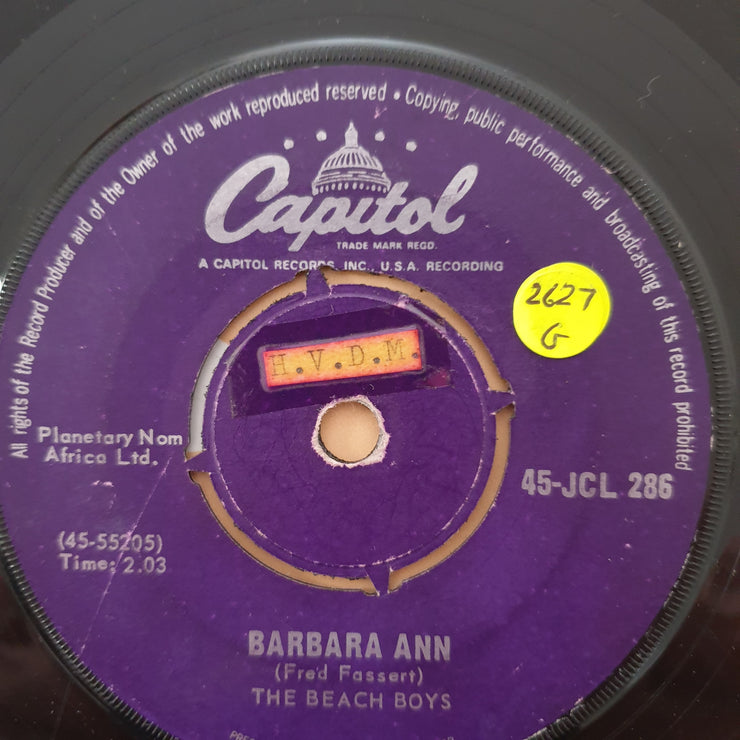 All rights of the Record Producer and of the Owner of the work reproduced reserved • Copying, public performance and broadcasting of this record prohibited
Capitol
TRADE MARK REGD.
A CAPITOL RECORDS, INC., U.S.A. RECORDING
2627
G
H.V.D.M.
Planetary Nom
Africa Ltd.
45-JCL 286
(45-55205)
Time: 2.03
BARBARA ANN
(Fred Fassert)
THE BEACH BOYS